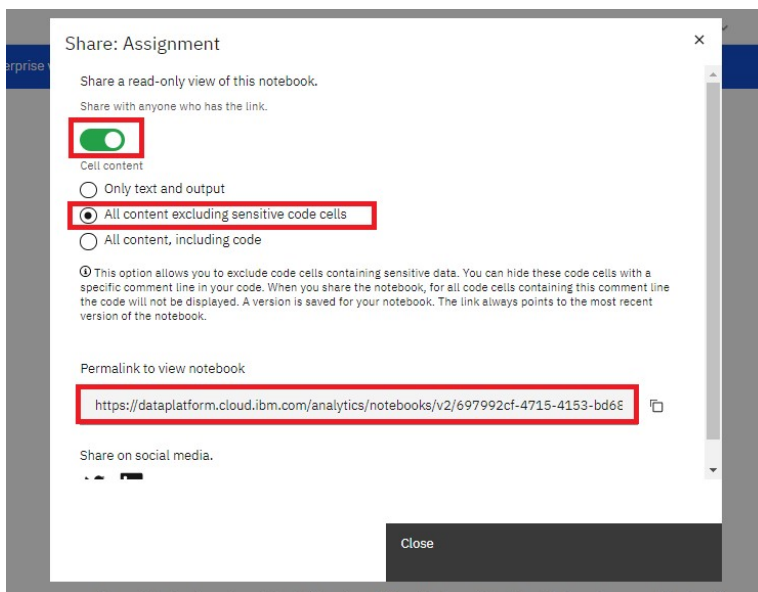 Share: Assignment
×
erprise
Share a read-only view of this notebook.
Share with anyone who has the link.
Cell content
Only text and output
All content excluding sensitive code cells
All content, including code
This option allows you to exclude code cells containing sensitive data. You can hide these code cells with a
specific comment line in your code. When you share the notebook, for all code cells containing this comment line
the code will not be displayed. A version is saved for your notebook. The link always points to the most recent
version of the notebook.
Permalink to view notebook
https://dataplatform.cloud.ibm.com/analytics/notebooks/v2/697992cf-4715-4153-bd68
Share on social media.
Close